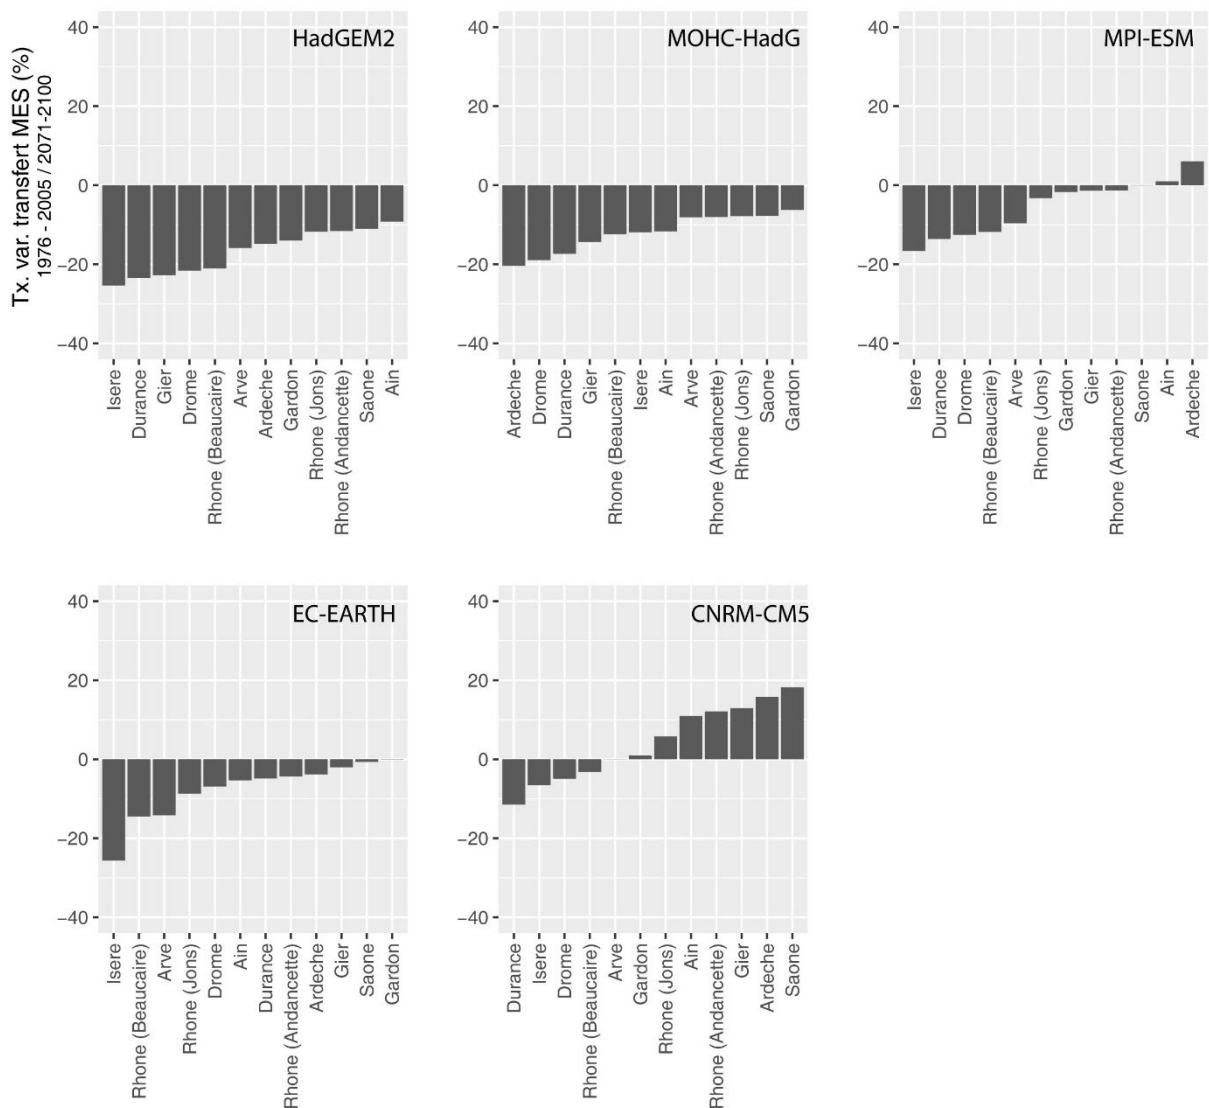 Tx. var. transfert MES (%)
1976 - 2005 / 2071-2100
HadGEM2
40
20
0
−20
−40
Isere
Durance
Gier
Drome
Rhone (Beaucaire)
Arve
Ardeche
Gardon
Rhone (Jons)
Rhone (Andancette)
Saone
Ain
MOHC-HadG
40
20
0
−20
−40
Ardeche
Drome
Durance
Gier
Rhone (Beaucaire)
Isere
Ain
Arve
Rhone (Andancette)
Rhone (Jons)
Saone
Gardon
MPI-ESM
40
20
0
−20
−40
Isere
Durance
Drome
Rhone (Beaucaire)
Arve
Rhone (Jons)
Gardon
Gier
Rhone (Andancette)
Saone
Ain
Ardeche
EC-EARTH
40
20
0
−20
−40
Isere
Rhone (Beaucaire)
Arve
Rhone (Jons)
Drome
Ain
Durance
Rhone (Andancette)
Ardeche
Gier
Saone
Gardon
CNRM-CM5
40
20
0
−20
−40
Durance
Isere
Drome
Rhone (Beaucaire)
Arve
Gardon
Rhone (Jons)
Ain
Rhone (Andancette)
Gier
Ardeche
Saone